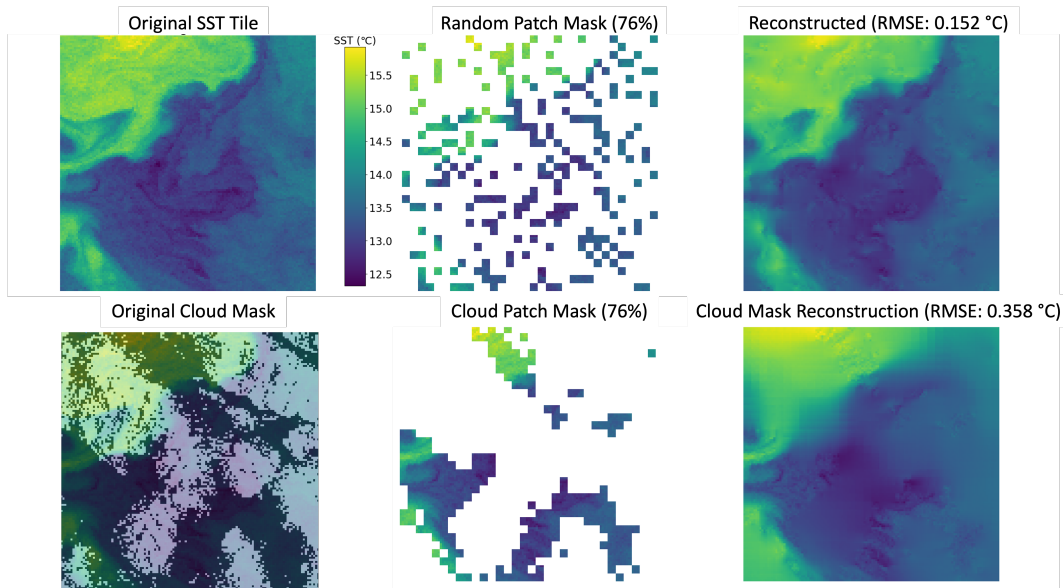 Original SST Tile
Random Patch Mask (76%)
Reconstructed (RMSE: 0.152 °C)
SST (°C)
15.5
15.0
14.5
14.0
13.5
13.0
12.5
Original Cloud Mask
Cloud Patch Mask (76%)
Cloud Mask Reconstruction (RMSE: 0.358 °C)